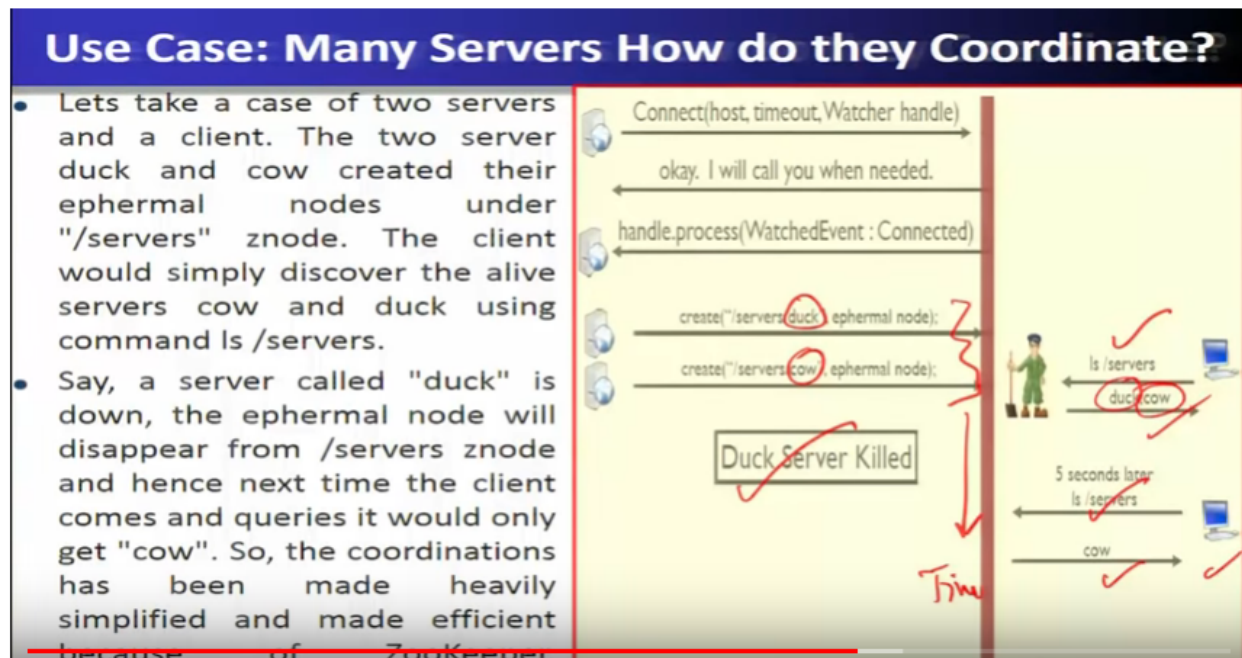 Use Case: Many Servers How do they Coordinate?
• Lets take a case of two servers
and a client. The two server
duck and cow created their
ephermal nodes under
"/servers" znode. The client
would simply discover the alive
servers cow and duck using
command ls /servers.
• Say, a server called "duck" is
down, the ephermal node will
disappear from /servers znode
and hence next time the client
comes and queries it would only
get "cow". So, the coordinations
has been made heavily
simplified and made efficient
because of ZooKeeper
Connect(host, timeout, Watcher handle)
okay. I will call you when needed.
handle.process(WatchedEvent : Connected)
create("/servers/duck", ephermal node);
create("/servers/cow", ephermal node);
Duck Server Killed
Time
ls /servers
duck cow
5 seconds later
ls /servers
cow